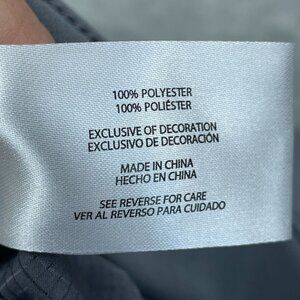 100% POLYESTER
100% POLIÉSTER
EXCLUSIVE OF DECORATION
EXCLUSIVO DE DECORACIÓN
MADE IN CHINA
HECHO EN CHINA
SEE REVERSE FOR CARE
VER AL REVERSO PARA CUIDADO